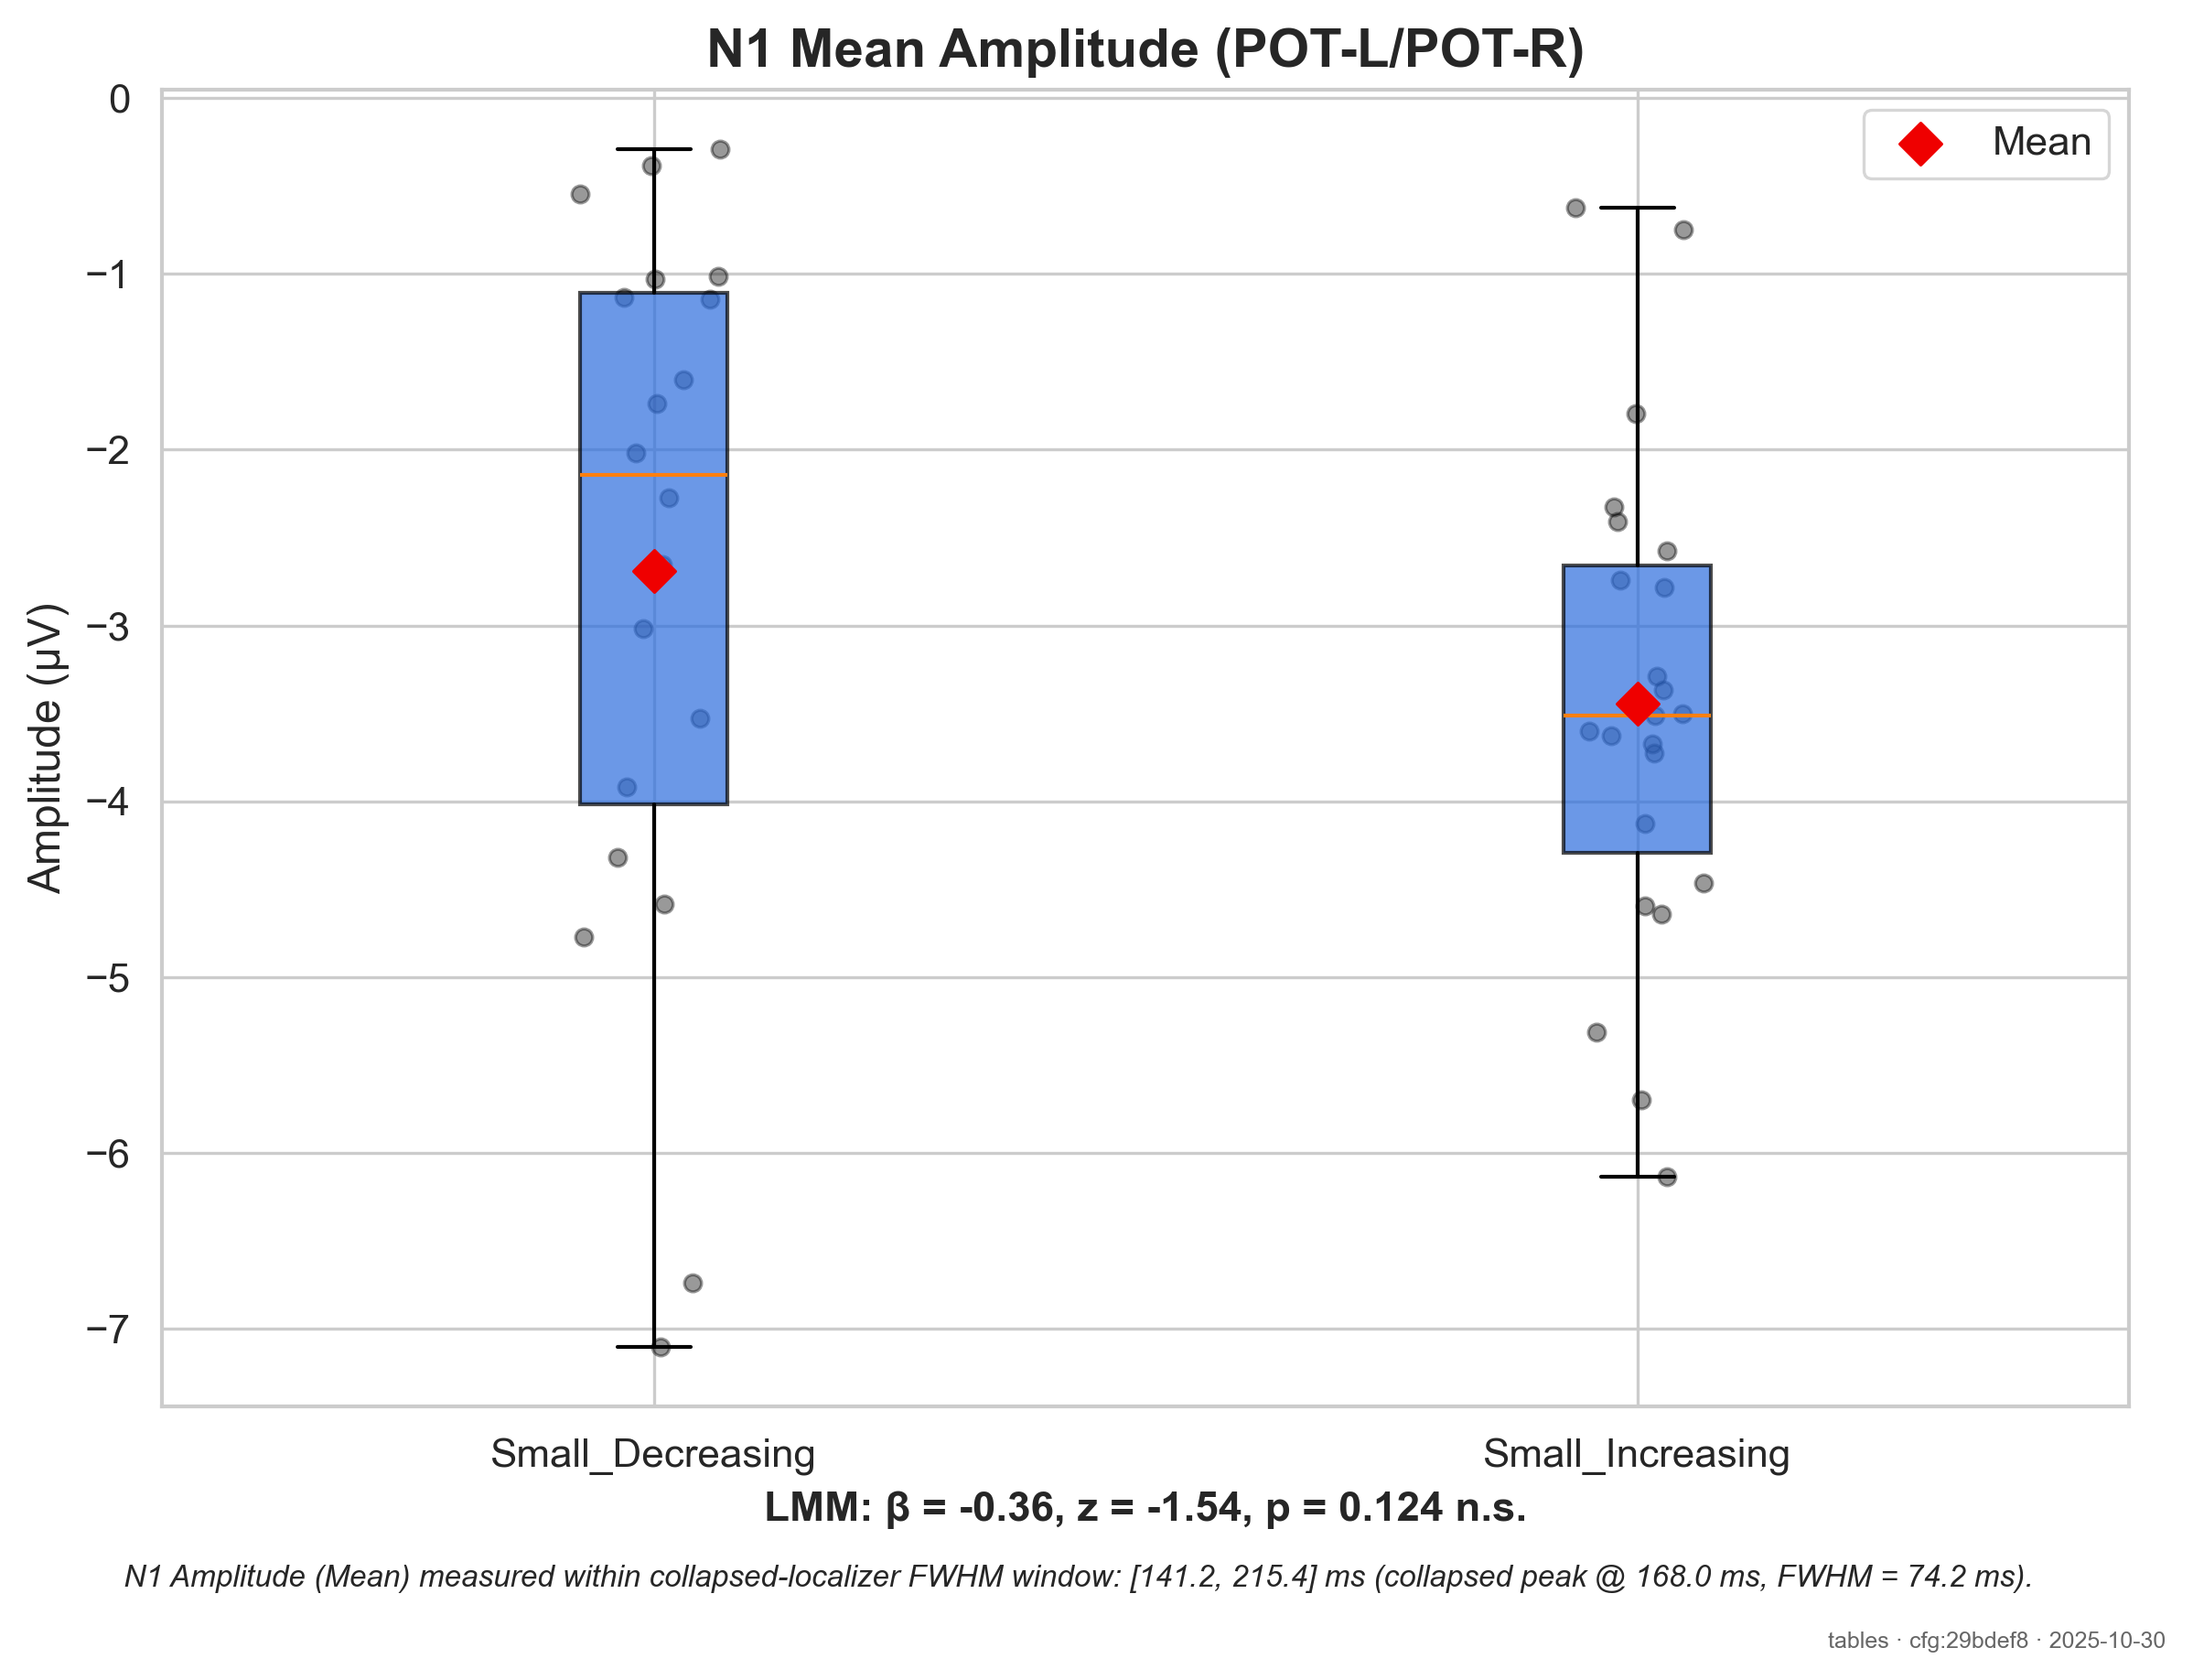 N1 Mean Amplitude (POT-L/POT-R)
Mean
Amplitude (µV)
0
−1
−2
−3
−4
−5
−6
−7
Small_Decreasing
Small_Increasing
LMM: β = -0.36, z = -1.54, p = 0.124 n.s.
N1 Amplitude (Mean) measured within collapsed-localizer FWHM window: [141.2, 215.4] ms (collapsed peak @ 168.0 ms, FWHM = 74.2 ms).
tables · cfg:29bdef8 · 2025-10-30